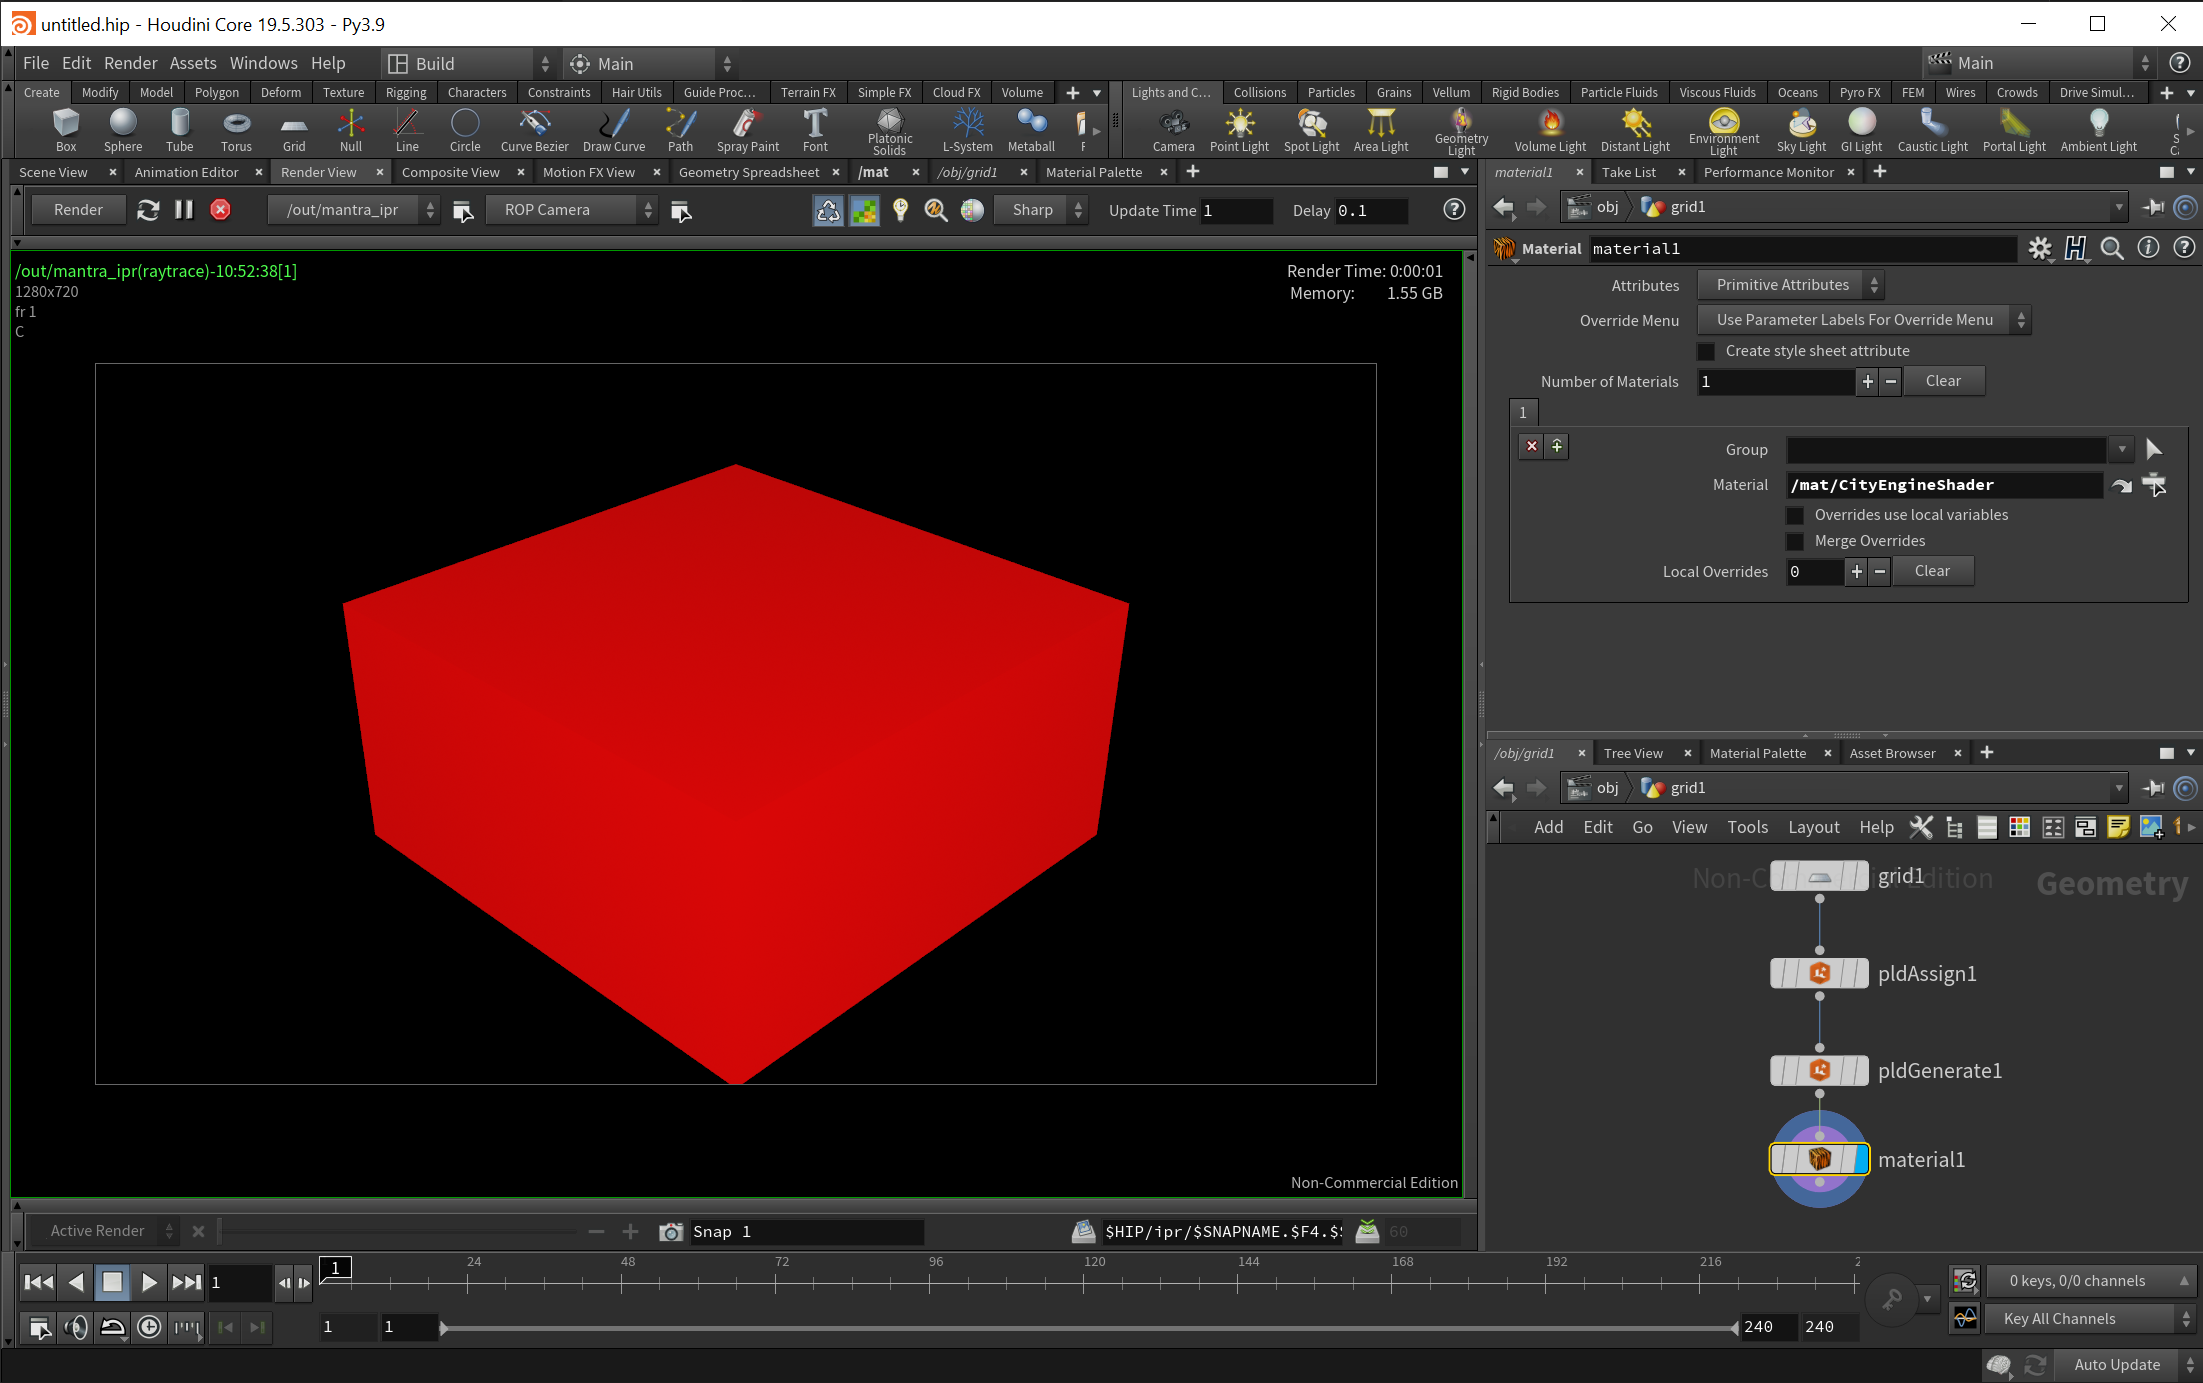 untitled.hip - Houdini Core 19.5.303 - Py3.9
File Edit Render Assets Windows Help Build Main Main
Create Modify Model Polygon Deform Texture Rigging Characters Constraints Hair Utils Guide Proc... Terrain FX Simple FX Cloud FX Volume
Lights and C... Collisions Particles Grains Vellum Rigid Bodies Particle Fluids Viscous Fluids Oceans Pyro FX FEM Wires Crowds Drive Simul...
Box Sphere Tube Torus Grid Null Line Circle Curve Bezier Draw Curve Path Spray Paint Font Platonic Solids L-System Metaball F
Camera Point Light Spot Light Area Light Geometry Light Volume Light Distant Light Environment Light Sky Light GI Light Caustic Light Portal Light Ambient Light S C
Scene View Animation Editor Render View Composite View Motion FX View Geometry Spreadsheet /mat /obj/grid1 Material Palette
Render /out/mantra_ipr ROP Camera Sharp Update Time 1 Delay 0.1
/out/mantra_ipr(raytrace)-10:52:38[1]
1280x720
fr 1
C
Render Time: 0:00:01
Memory: 1.55 GB
Non-Commercial Edition
Active Render Snap 1 $HIP/ipr/$SNAPNAME.$F4.$ 60
material1 Take List Performance Monitor
obj grid1
Material material1
Attributes Primitive Attributes
Override Menu Use Parameter Labels For Override Menu
Create style sheet attribute
Number of Materials 1 Clear
1
Group
Material /mat/CityEngineShader
Overrides use local variables
Merge Overrides
Local Overrides 0 Clear
/obj/grid1 Tree View Material Palette Asset Browser
obj grid1
Add Edit Go View Tools Layout Help
grid1
Geometry
pldAssign1
pldGenerate1
material1
1 1 24 48 72 96 120 144 168 192 216 2
0 keys, 0/0 channels
1 1 240 240
Key All Channels
Auto Update